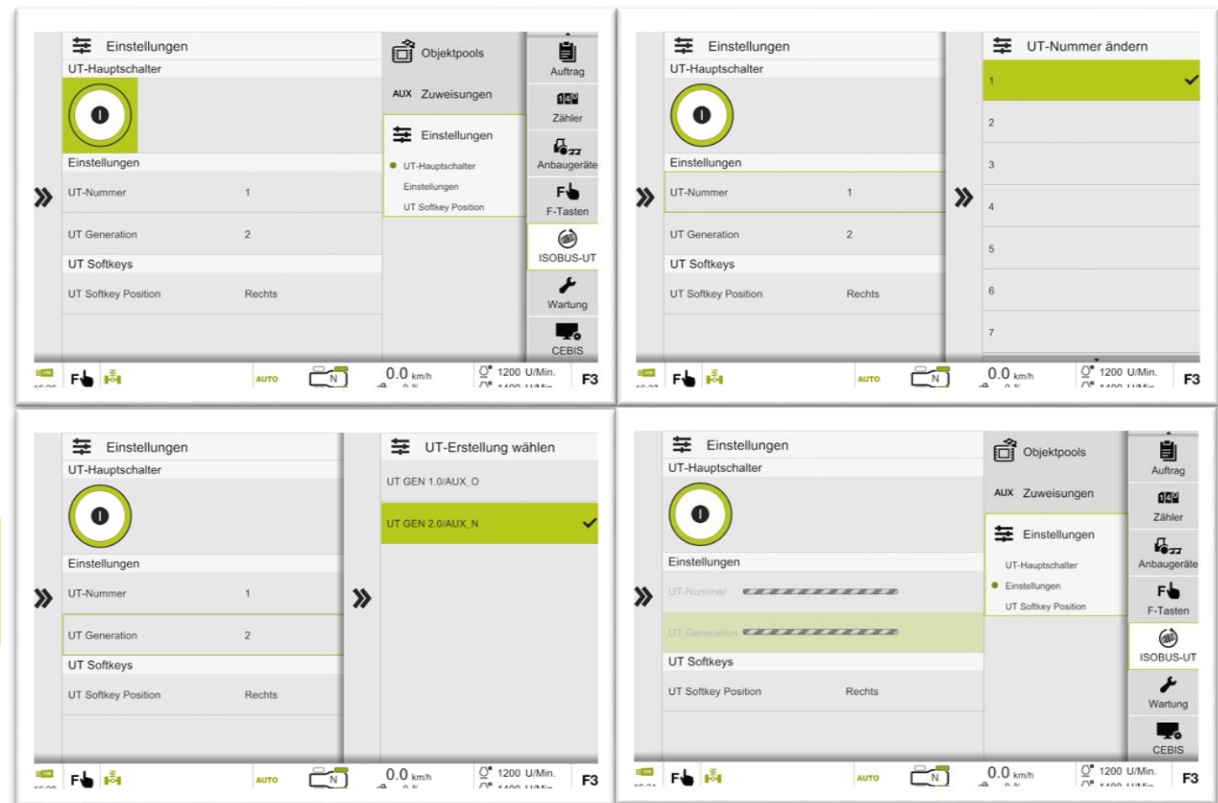 Einstellungen
UT-Hauptschalter
Einstellungen
UT-Nummer 1
UT Generation 2
UT Softkeys
UT Softkey Position Rechts
Objektpools
AUX Zuweisungen
Einstellungen
UT-Hauptschalter
Einstellungen
UT Softkey Position
Auftrag
Zähler
Anbaugeräte
F
F-Tasten
ISOBUS-UT
Wartung
CEBIS
F AUTO N 0.0 km/h 1200 U/Min. F3
Einstellungen
UT-Hauptschalter
Einstellungen
UT-Nummer 1
UT Generation 2
UT Softkeys
UT Softkey Position Rechts
UT-Nummer ändern
1
2
3
4
5
6
7
F AUTO N 0.0 km/h 1200 U/Min. F3
Einstellungen
UT-Hauptschalter
Einstellungen
UT-Nummer 1
UT Generation 2
UT Softkeys
UT Softkey Position Rechts
UT-Erstellung wählen
UT GEN 1.0/AUX_O
UT GEN 2.0/AUX_N
F AUTO N 0.0 km/h 1200 U/Min. F3
Einstellungen
UT-Hauptschalter
Einstellungen
UT-Nummer
UT Generation
UT Softkeys
UT Softkey Position Rechts
Objektpools
AUX Zuweisungen
Einstellungen
UT-Hauptschalter
Einstellungen
UT Softkey Position
Auftrag
Zähler
Anbaugeräte
F
F-Tasten
ISOBUS-UT
Wartung
CEBIS
F AUTO N 0.0 km/h 1200 U/Min. F3